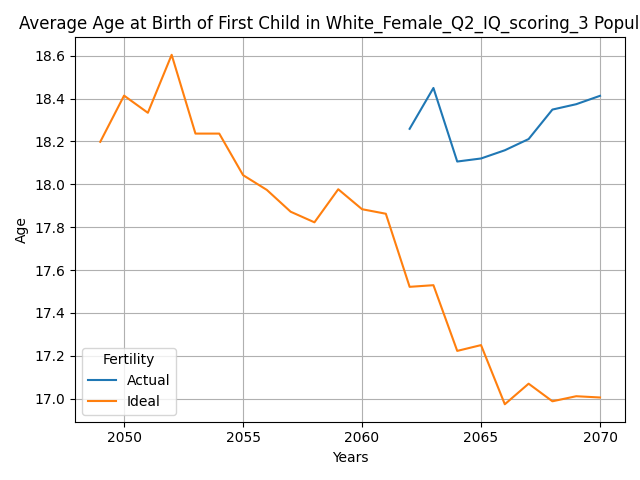 Average Age at Birth of First Child in White_Female_Q2_IQ_scoring_3 Popul
18.6
18.4
18.2
18.0
17.8
17.6
17.4
17.2
17.0
Age
Fertility
Actual
Ideal
2050 2055 2060 2065 2070
Years